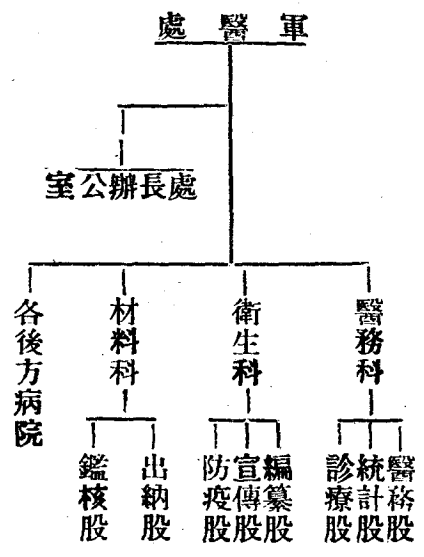 軍醫處
處長辦公室
醫務科
衛生科
材料科
各後方病院
醫務股
統計股
診療股
編纂股
宣傳股
防疫股
出納股
鑑核股